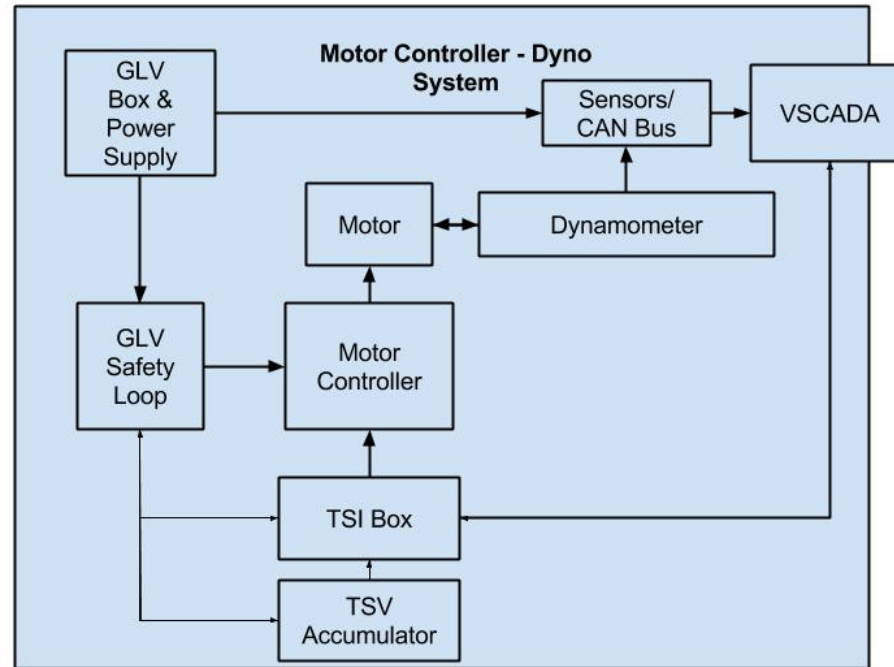 Motor Controller - Dyno
System
GLV
Box &
Power
Supply
Sensors/
CAN Bus
VSCADA
Motor
Dynamometer
GLV
Safety
Loop
Motor
Controller
TSI Box
TSV
Accumulator